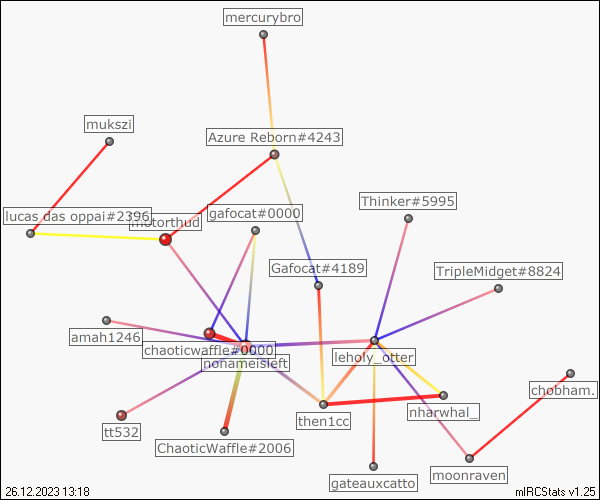 mercurybro
mukszi
Azure Reborn#4243
Thinker#5995
lucas das oppai#2396
motorthud
gafocat#0000
Gafocat#4189
TripleMidget#8824
amah1246
chaoticwaffle#0000
nonameisleft
leholy_otter
chobham.
tt532
then1cc
nharwhal_
ChaoticWaffle#2006
gateauxcatto
moonraven
26.12.2023 13:18
mIRCStats v1.25